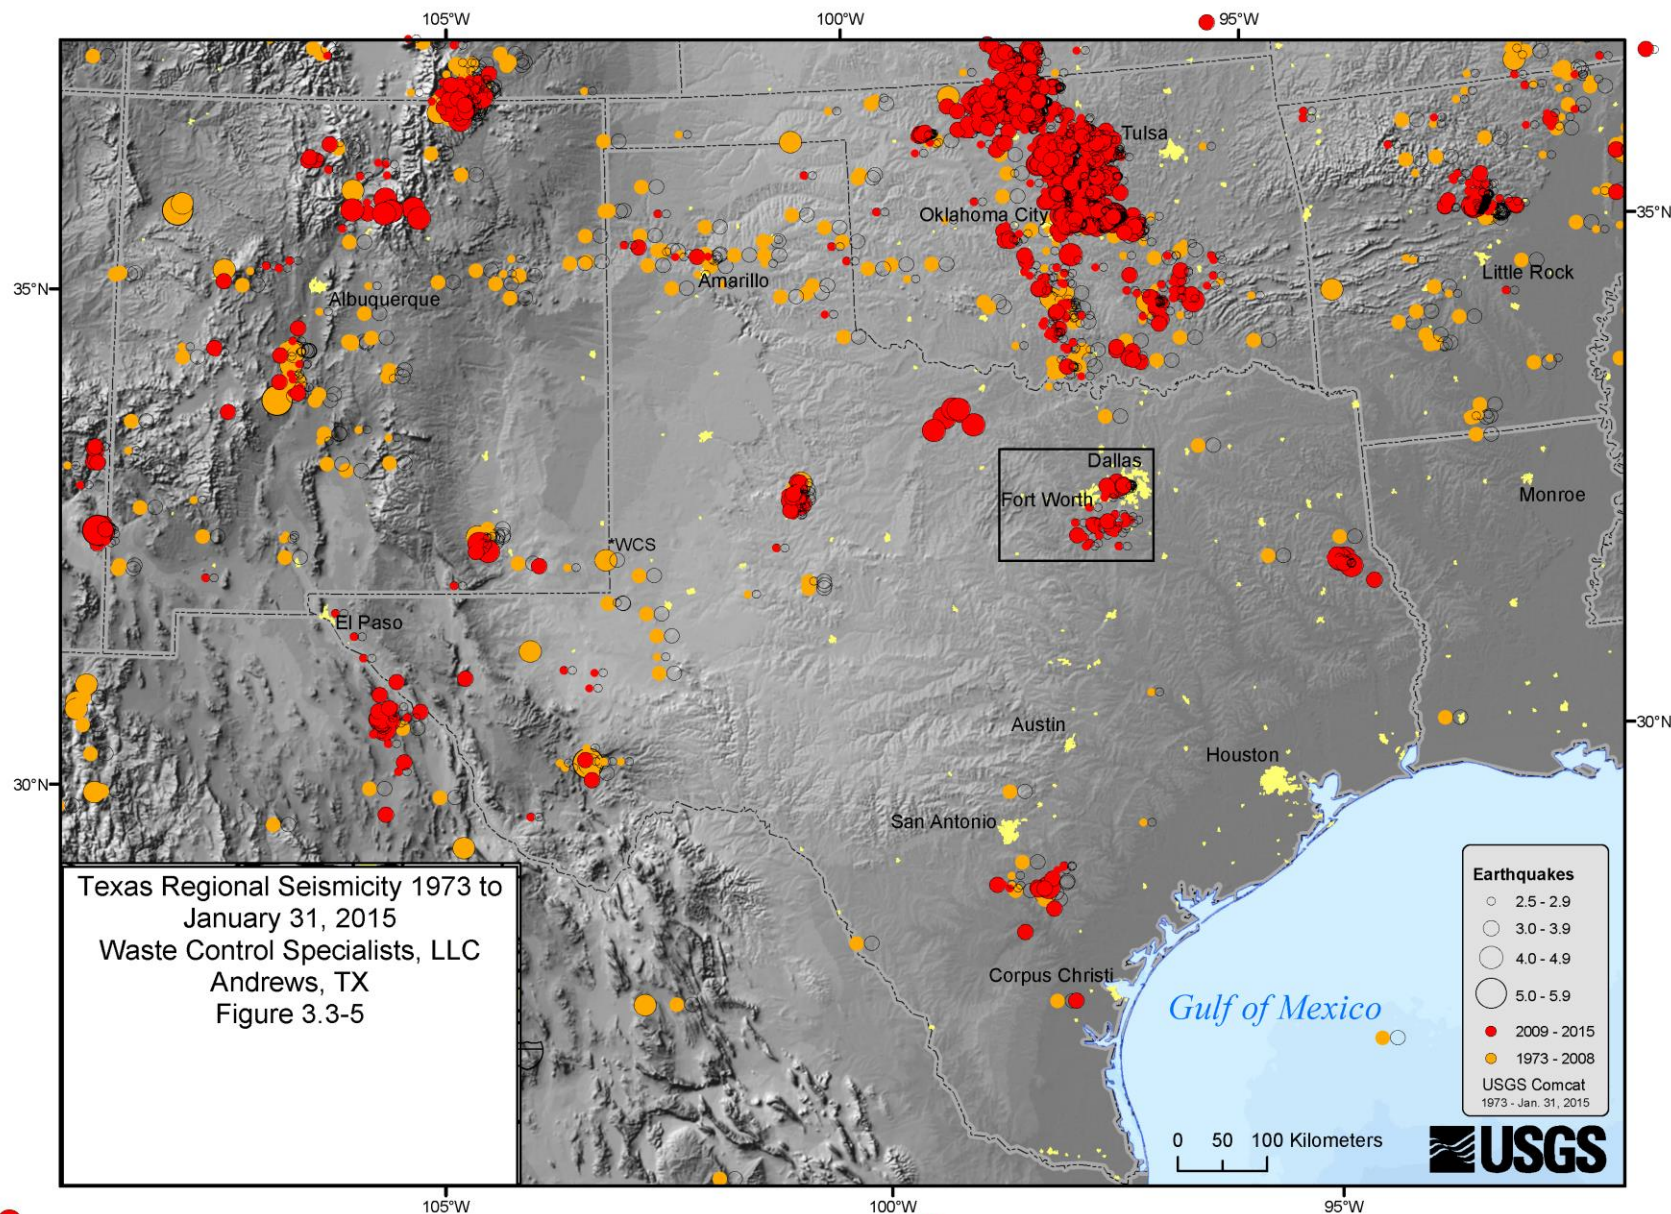 105°W 100°W 95°W
Tulsa
Oklahoma City
35°N
Little Rock
Amarillo
35°N
Albuquerque
Dallas
Fort Worth
Monroe
*WCS
El Paso
30°N
Austin
Houston
30°N
San Antonio
Corpus Christi
Gulf of Mexico
Texas Regional Seismicity 1973 to
January 31, 2015
Waste Control Specialists, LLC
Andrews, TX
Figure 3.3-5
Earthquakes
2.5 - 2.9
3.0 - 3.9
4.0 - 4.9
5.0 - 5.9
2009 - 2015
1973 - 2008
USGS Comcat
1973 - Jan. 31, 2015
0 50 100 Kilometers
USGS
105°W 100°W 95°W